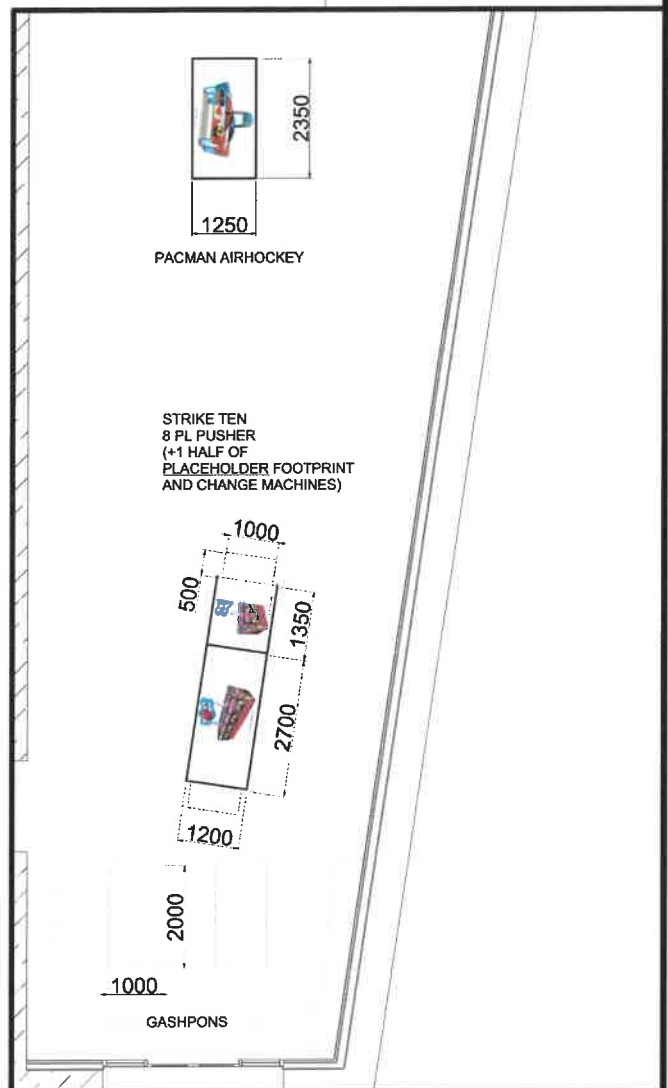 2350
1250
PACMAN AIRHOCKEY
STRIKE TEN
8 PL PUSHER
(+1 HALF OF
PLACEHOLDER FOOTPRINT
AND CHANGE MACHINES)
1000
500
1350
2700
1200
2000
1000
GASHPONS